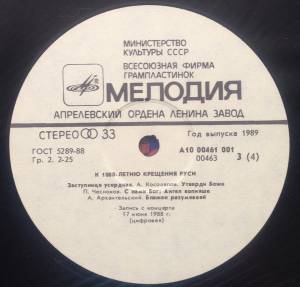 МИНИСТЕРСТВО
КУЛЬТУРЫ СССР
ВСЕСОЮЗНАЯ ФИРМА
ГРАМПЛАСТИНОК
МЕЛОДИЯ
АПРЕЛЕВСКИЙ ОРДЕНА ЛЕНИНА ЗАВОД
СТЕРЕО 33
Год выпуска 1989
ГОСТ 5289-88
Гр. 2. 2-25
А10 00461 001
00463 3 (4)
К 1000-ЛЕТИЮ КРЕЩЕНИЯ РУСИ
Заступница усердная. А. Косолапов. Утверди Боже
П. Чесноков. С нами Бог; Ангел вопияше
А. Архангельский. Блажен разумеваяй
Запись с концерта
17 июня 1988 г.
(цифровая)